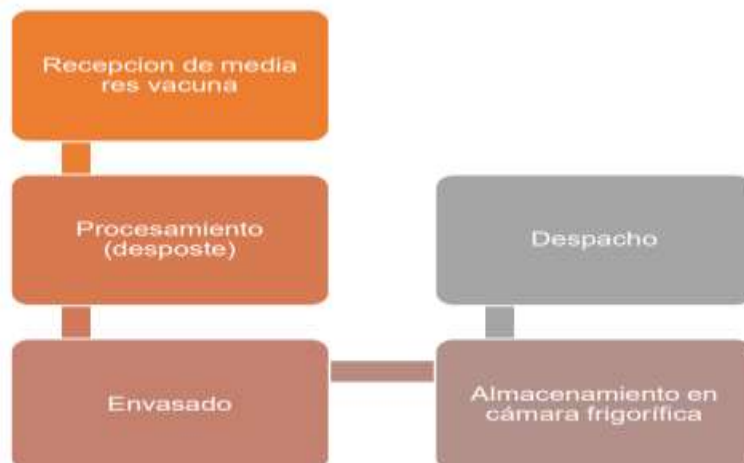 Recepcion de media
res vacuna
Procesamiento
(desposte)
Envasado
Almacenamiento en
cámara frigorífica
Despacho